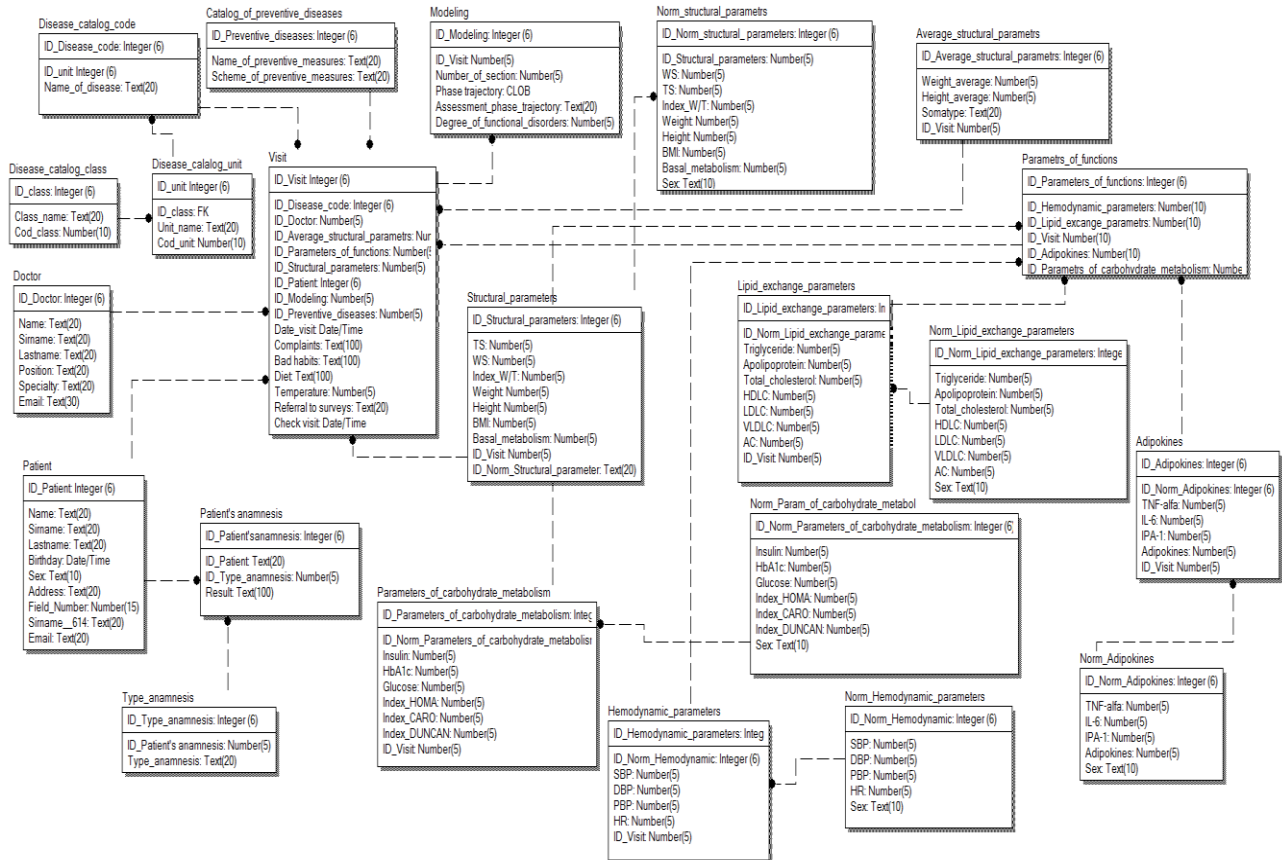 Disease_catalog_code
ID_Disease_code: Integer (6)
ID_unit: Integer (6)
Name_of_disease: Text(20)
Catalog_of_preventive_diseases
ID_Preventive_diseases: Integer (6)
Name_of_preventive_measures: Text(20)
Scheme_of_preventive_measures: Text(20)
Modeling
ID_Modeling: Integer (6)
ID_Visit: Number(5)
Number_of_section: Number(5)
Phase trajectory: CLOB
Assessment_phase_trajectory: Text(20)
Degree_of_functional_disorders: Number(5)
Norm_structural_parametrs
ID_Norm_structural_parameters: Integer (6)
ID_Structural_parameters: Number(5)
WS: Number(5)
TS: Number(5)
Index_W/T: Number(5)
Weight: Number(5)
Height: Number(5)
BMI: Number(5)
Basal_metabolism: Number(5)
Sex: Text(10)
Average_structural_parametrs
ID_Average_structural_parametrs: Integer (6)
Weight_average: Number(5)
Height_average: Number(5)
Somatype: Text(20)
ID_Visit: Number(5)
Disease_catalog_class
ID_class: Integer (6)
Class_name: Text(20)
Cod_class: Number(10)
Disease_catalog_unit
ID_unit: Integer (6)
ID_class: FK
Unit_name: Text(20)
Cod_unit: Number(10)
Visit
ID_Visit: Integer (6)
ID_Disease_code: Integer (6)
ID_Doctor: Number(5)
ID_Average_structural_parametrs: Nu
ID_Parameters_of_functions: Number(5
ID_Structural_parameters: Number(5)
ID_Patient: Integer (6)
ID_Modeling: Number(5)
ID_Preventive_diseases: Number(5)
Date_visit: Date/Time
Complaints: Text(100)
Bad habits: Text(100)
Diet: Text(100)
Temperature: Number(5)
Referral to surveys: Text(20)
Check visit: Date/Time
Parametrs_of_functions
ID_Parameters_of_functions: Integer (6)
ID_Hemodynamic_parameters: Number(10)
ID_Lipid_excange_parametrs: Number(10)
ID_Visit: Number(10)
ID_Adipokines: Number(10)
ID_Parametrs_of_carbohydrate_metabolism: Numbe
Doctor
ID_Doctor: Integer (6)
Name: Text(20)
Sirname: Text(20)
Lastname: Text(20)
Position: Text(20)
Specialty: Text(20)
Email: Text(30)
Structural_parameters
ID_Structural_parameters: Integer (6)
TS: Number(5)
WS: Number(5)
Index_W/T: Number(5)
Weight: Number(5)
Height: Number(5)
BMI: Number(5)
Basal_metabolism: Number(5)
ID_Visit: Number(5)
ID_Norm_Structural_parameter: Text(20)
Lipid_exchange_parameters
ID_Lipid_exchange_parameters: In
ID_Norm_Lipid_exchange_parame
Triglyceride: Number(5)
Apolipoprotein: Number(5)
Total_cholesterol: Number(5)
HDLC: Number(5)
LDLC: Number(5)
VLDLC: Number(5)
AC: Number(5)
ID_Visit: Number(5)
Norm_Lipid_exchange_parameters
ID_Norm_Lipid_exchange_parameters: Intege
Triglyceride: Number(5)
Apolipoprotein: Number(5)
Total_cholesterol: Number(5)
HDLC: Number(5)
LDLC: Number(5)
VLDLC: Number(5)
AC: Number(5)
Sex: Text(10)
Adipokines
ID_Adipokines: Integer (6)
ID_Norm_Adipokines: Integer (6)
TNF-alfa: Number(5)
IL-6: Number(5)
IPA-1: Number(5)
Adipokines: Number(5)
ID_Visit: Number(5)
Patient
ID_Patient: Integer (6)
Name: Text(20)
Sirname: Text(20)
Lastname: Text(20)
Birthday: Date/Time
Sex: Text(10)
Address: Text(20)
Field_Number: Number(15)
Sirname__614: Text(20)
Email: Text(20)
Patient's anamnesis
ID_Patient'sanamnesis: Integer (6)
ID_Patient: Text(20)
ID_Type_anamnesis: Number(5)
Result: Text(100)
Type_anamnesis
ID_Type_anamnesis: Integer (6)
ID_Patient's anamnesis: Number(5)
Type_anamnesis: Text(20)
Parameters_of_carbohydrate_metabolism
ID_Parameters_of_carbohydrate_metabolism: Integ
ID_Norm_Parameters_of_carbohydrate_metabolism
Insulin: Number(5)
HbA1c: Number(5)
Glucose: Number(5)
Index_HOMA: Number(5)
Index_CARO: Number(5)
Index_DUNCAN: Number(5)
ID_Visit: Number(5)
Norm_Param_of_carbohydrate_metabol
ID_Norm_Parameters_of_carbohydrate_metabolism: Integer (6)
Insulin: Number(5)
HbA1c: Number(5)
Glucose: Number(5)
Index_HOMA: Number(5)
Index_CARO: Number(5)
Index_DUNCAN: Number(5)
Sex: Text(10)
Hemodynamic_parameters
ID_Hemodynamic_parameters: Integ
ID_Norm_Hemodynamic: Integer (6)
SBP: Number(5)
DBP: Number(5)
PBP: Number(5)
HR: Number(5)
ID_Visit: Number(5)
Norm_Hemodynamic_parameters
ID_Norm_Hemodynamic: Integer (6)
SBP: Number(5)
DBP: Number(5)
PBP: Number(5)
HR: Number(5)
Sex: Text(10)
Norm_Adipokines
ID_Norm_Adipokines: Integer (6)
TNF-alfa: Number(5)
IL-6: Number(5)
IPA-1: Number(5)
Adipokines: Number(5)
Sex: Text(10)